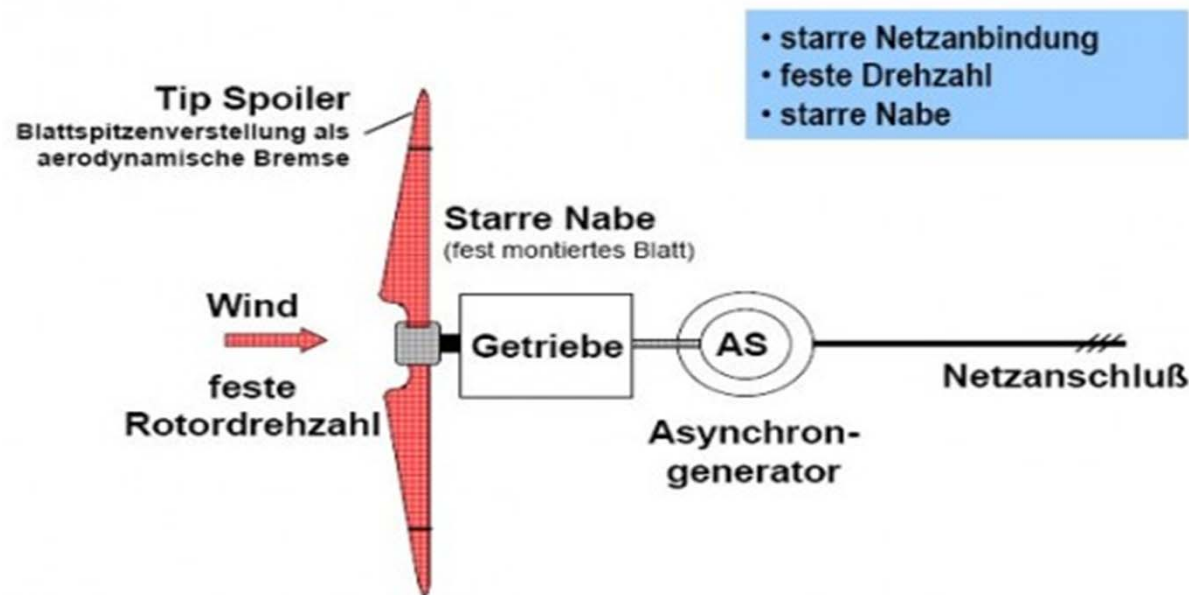 • starre Netzanbindung
• feste Drehzahl
• starre Nabe
Tip Spoiler
Blattspitzenverstellung als
aerodynamische Bremse
Starre Nabe
(fest montiertes Blatt)
Wind
feste
Rotordrehzahl
Getriebe
AS
Asynchron-
generator
Netzanschluß